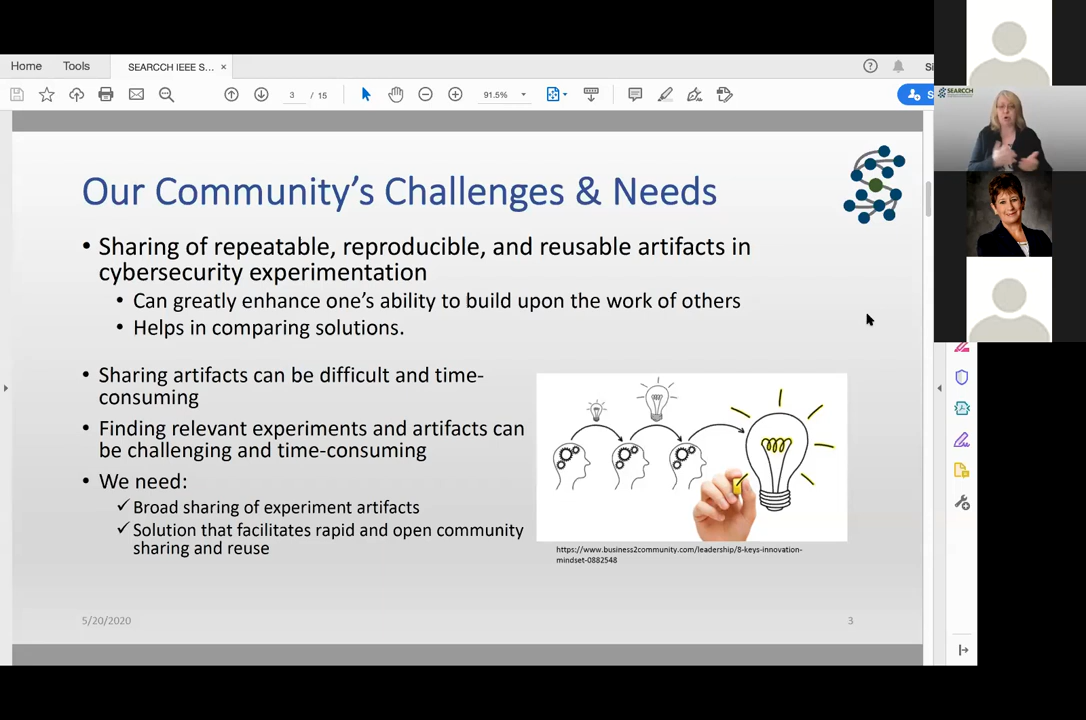 Home
Tools
SEARCCH IEEE S...
×
Si
3 / 15
91.5%
S
SEARCCH
Our Community's Challenges & Needs
• Sharing of repeatable, reproducible, and reusable artifacts in
cybersecurity experimentation
• Can greatly enhance one's ability to build upon the work of others
• Helps in comparing solutions.
• Sharing artifacts can be difficult and time-
consuming
• Finding relevant experiments and artifacts can
be challenging and time-consuming
• We need:
✓ Broad sharing of experiment artifacts
✓ Solution that facilitates rapid and open community
sharing and reuse
https://www.business2community.com/leadership/8-keys-innovation-
mindset-0882548
5/20/2020
3